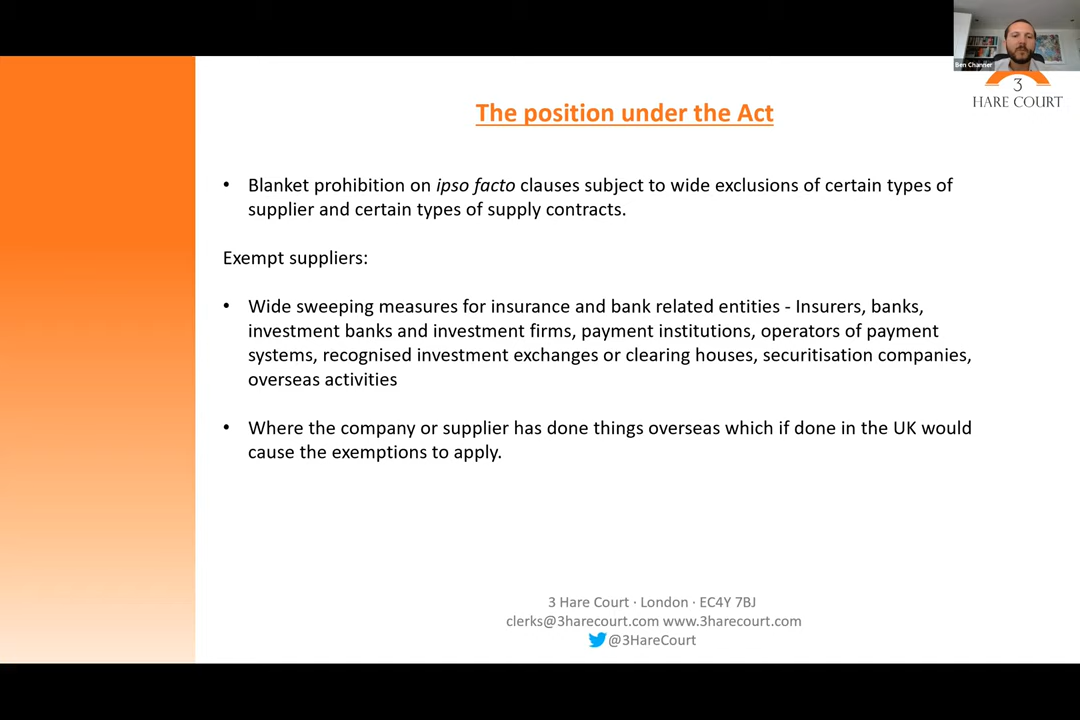 Ben Channer
3
HARE COURT
The position under the Act
• Blanket prohibition on ipso facto clauses subject to wide exclusions of certain types of
supplier and certain types of supply contracts.
Exempt suppliers:
• Wide sweeping measures for insurance and bank related entities - Insurers, banks,
investment banks and investment firms, payment institutions, operators of payment
systems, recognised investment exchanges or clearing houses, securitisation companies,
overseas activities
• Where the company or supplier has done things overseas which if done in the UK would
cause the exemptions to apply.
3 Hare Court · London · EC4Y 7BJ
clerks@3harecourt.com www.3harecourt.com
@3HareCourt